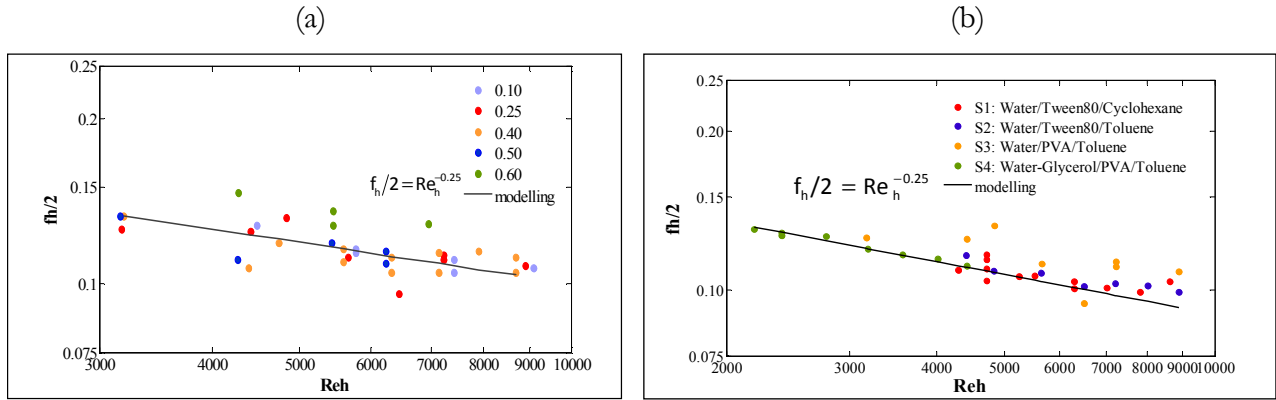 (a)
0.25
0.2
0.15
0.1
0.075
fh/2
3000 4000 5000 6000 7000 8000 9000 10000
Reh
0.10
0.25
0.40
0.50
0.60
modelling
f_h/2 = Re_h^-0.25
(b)
0.25
0.20
0.15
0.10
0.075
fh/2
2000 3000 4000 5000 6000 7000 8000 9000 10000
Reh
S1: Water/Tween80/Cyclohexane
S2: Water/Tween80/Toluene
S3: Water/PVA/Toluene
S4: Water-Glycerol/PVA/Toluene
modelling
f_h/2 = Re_h^-0.25